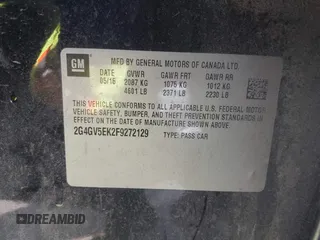 GM
MFD BY GENERAL MOTORS OF CANADA LTD.
DATE GVWR GAWR FRT GAWR RR
05/15 2087 KG 1075 KG 1012 KG
4601 LB 2371 LB 2230 LB
THIS VEHICLE CONFORMS TO ALL APPLICABLE U.S. FEDERAL MOTOR
VEHICLE SAFETY, BUMPER, AND THEFT PREVENTION STANDARDS
IN EFFECT ON THE DATE OF MANUFACTURE SHOWN ABOVE.
2G4GV5EK2F9272129 TYPE: PASS CAR
DREAMBID